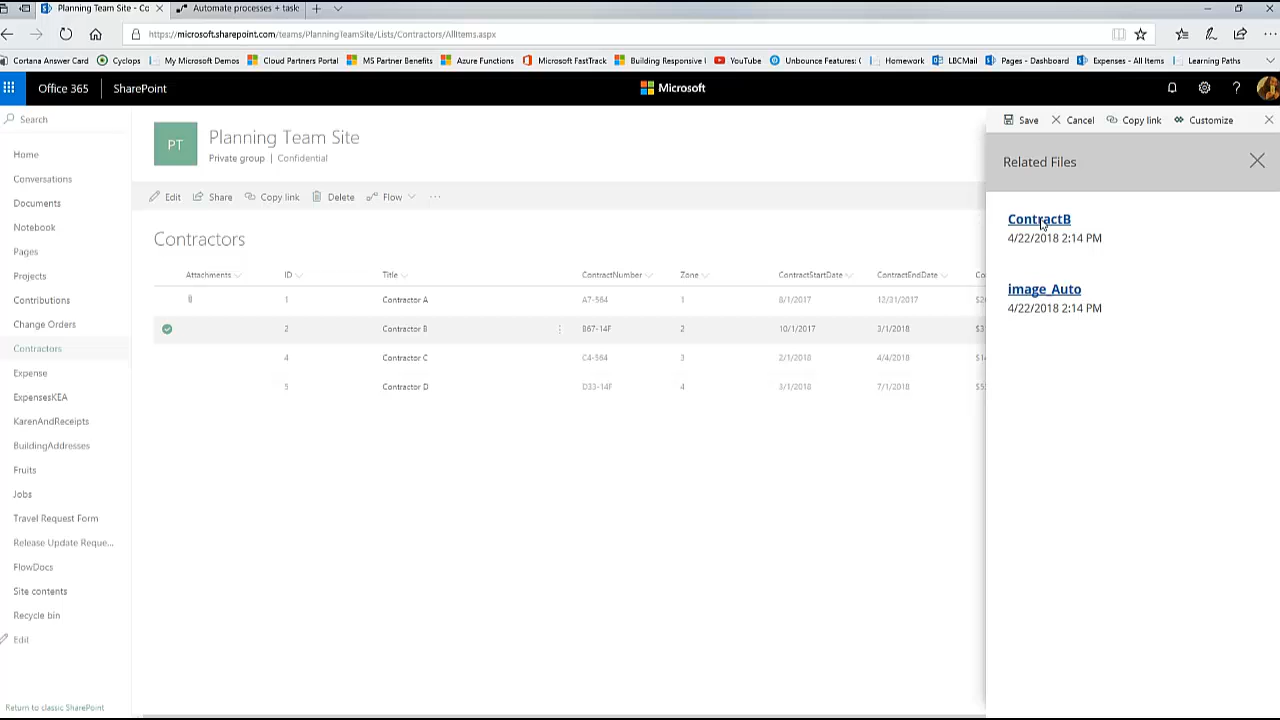 Planning Team Site - Co
Automate processes + task
https://microsoft.sharepoint.com/teams/PlanningTeamSite/Lists/Contractors/AllItems.aspx
Cortana Answer Card Cyclops My Microsoft Demos Cloud Partners Portal MS Partner Benefits Azure Functions Microsoft FastTrack Building Responsive YouTube Unbounce Features: ( Homework LBCMail Pages - Dashboard Expenses - All Items Learning Paths
Office 365 SharePoint Microsoft ?
Search
Home
Conversations
Documents
Notebook
Pages
Projects
Contributions
Change Orders
Contractors
Expense
ExpensesKEA
KarenAndReceipts
BuildingAddresses
Fruits
Jobs
Travel Request Form
Release Update Reque...
FlowDocs
Site contents
Recycle bin
Edit
Return to classic SharePoint
PT
Planning Team Site
Private group | Confidential
Edit Share Copy link Delete Flow ...
Contractors
Attachments ID Title ContractNumber Zone ContractStartDate ContractEndDate Co
1 Contractor A A7-564 1 8/1/2017 12/31/2017
2 Contractor B B67-14F 2 10/1/2017 3/1/2018 $3
4 Contractor C C4-564 3 2/1/2018 4/4/2018 $1
5 Contractor D D33-14F 4 3/1/2018 7/1/2018 $5
Save Cancel Copy link Customize
Related Files
ContractB
4/22/2018 2:14 PM
image_Auto
4/22/2018 2:14 PM